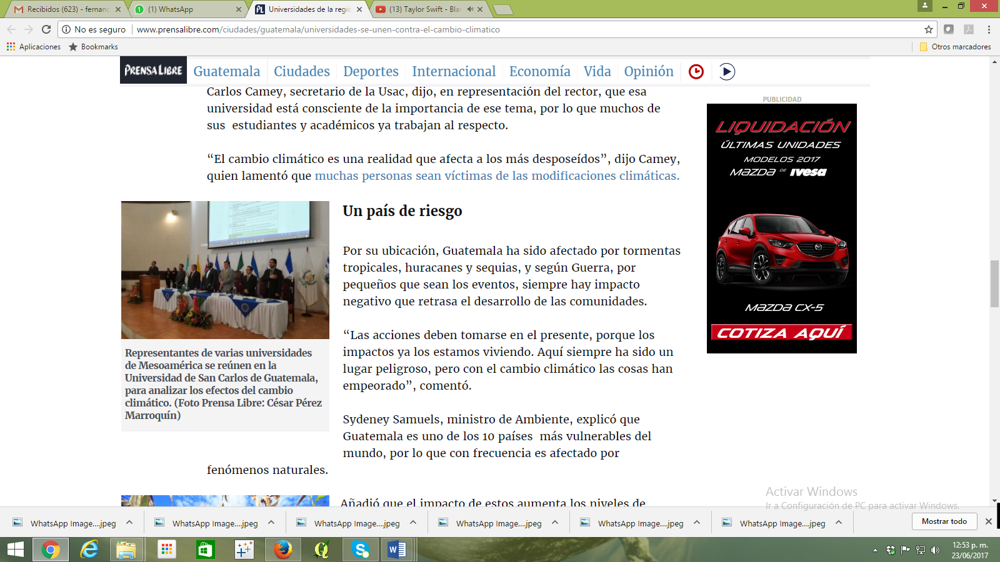 Recibidos (623) - fernand
(1) WhatsApp
Universidades de la regió
(13) Taylor Swift - Blan
No es seguro
www.prensalibre.com/ciudades/guatemala/universidades-se-unen-contra-el-cambio-climatico
Aplicaciones
Bookmarks
Otros marcadores
PRENSA LIBRE
Guatemala
Ciudades
Deportes
Internacional
Economía
Vida
Opinión
Carlos Camey, secretario de la Usac, dijo, en representación del rector, que esa
universidad está consciente de la importancia de ese tema, por lo que muchos de
sus estudiantes y académicos ya trabajan al respecto.
“El cambio climático es una realidad que afecta a los más desposeídos”, dijo Camey,
quien lamentó que muchas personas sean víctimas de las modificaciones climáticas.
Representantes de varias universidades
de Mesoamérica se reúnen en la
Universidad de San Carlos de Guatemala,
para analizar los efectos del cambio
climático. (Foto Prensa Libre: César Pérez
Marroquín)
Un país de riesgo
Por su ubicación, Guatemala ha sido afectado por tormentas
tropicales, huracanes y sequias, y según Guerra, por
pequeños que sean los eventos, siempre hay impacto
negativo que retrasa el desarrollo de las comunidades.
“Las acciones deben tomarse en el presente, porque los
impactos ya los estamos viviendo. Aquí siempre ha sido un
lugar peligroso, pero con el cambio climático las cosas han
empeorado”, comentó.
Sydeney Samuels, ministro de Ambiente, explicó que
Guatemala es uno de los 10 países más vulnerables del
mundo, por lo que con frecuencia es afectado por
fenómenos naturales.
Añadió que el impacto de estos aumenta los niveles de
PUBLICIDAD
LIQUIDACIÓN
ÚLTIMAS UNIDADES
MODELOS 2017
MAZDA DE IVESA
MAZDA CX-5
COTIZA AQUÍ
Activar Windows
Ir a Configuración de PC para activar Windows.
WhatsApp Image....jpeg
WhatsApp Image....jpeg
WhatsApp Image....jpeg
WhatsApp Image....jpeg
WhatsApp Image....jpeg
WhatsApp Image....jpeg
Mostrar todo
12:53 p. m.
23/06/2017